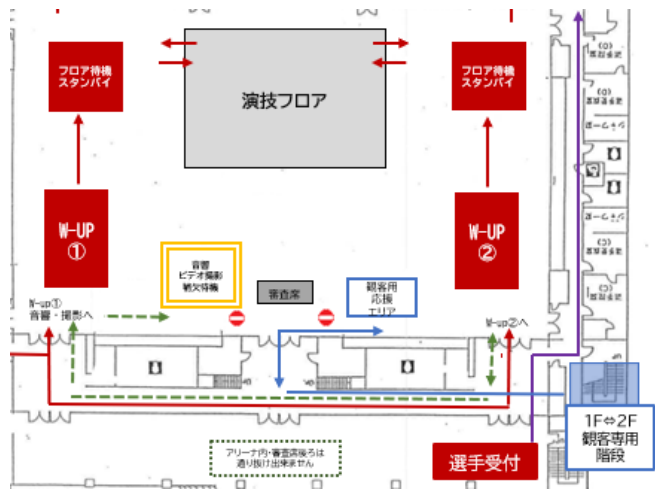 フロア待機
スタンバイ
演技フロア
フロア待機
スタンバイ
W-UP
①
W-UP
②
音響
ビデオ撮影
審査席
観客用
応援
エリア
W-up①
音響・撮影へ
W-up②へ
アリーナ内・審査席後ろは
通り抜け出来ません
選手受付
1F⇔2F
観客専用
階段